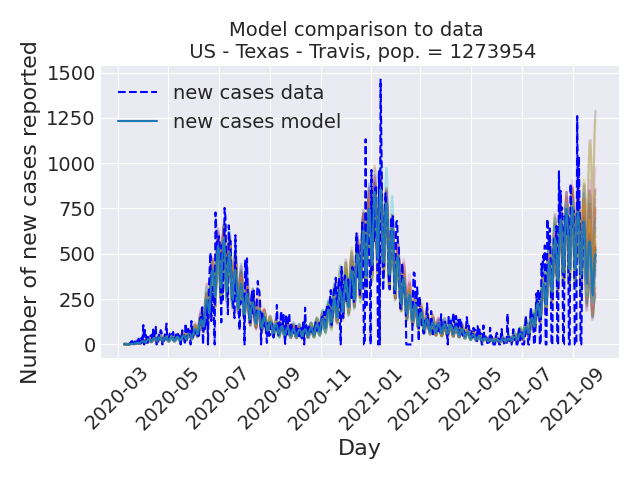 Model comparison to data
US - Texas - Travis, pop. = 1273954
Number of new cases reported
1500
1250
1000
750
500
250
0
new cases data
new cases model
2020-03
2020-05
2020-07
2020-09
2020-11
2021-01
2021-03
2021-05
2021-07
2021-09
Day